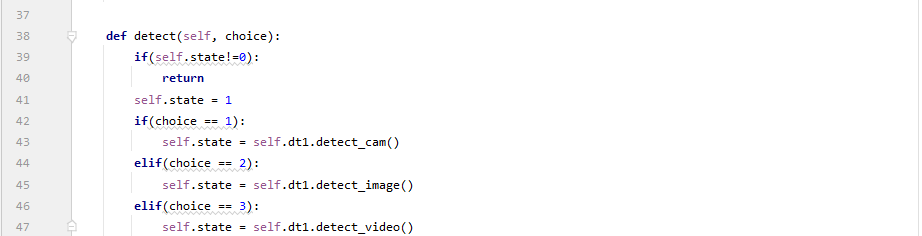 37
38 def detect(self, choice):
39 if(self.state!=0):
40 return
41 self.state = 1
42 if(choice == 1):
43 self.state = self.dt1.detect_cam()
44 elif(choice == 2):
45 self.state = self.dt1.detect_image()
46 elif(choice == 3):
47 self.state = self.dt1.detect_video()